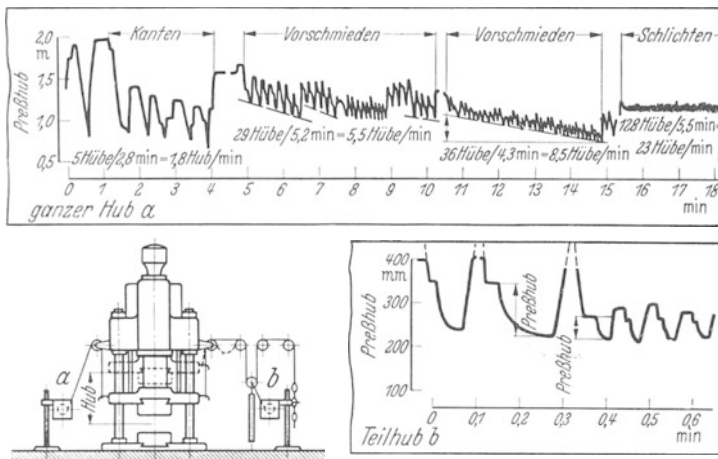 Kanten Vorschmieden Vorschmieden Schlichten
2,0
m
1,5
1,0
0,5
Preßhub
5 Hübe/2,8 min = 1,8 Hub/min
29 Hübe/5,2 min = 5,5 Hübe/min
36 Hübe/4,3 min = 8,5 Hübe/min
128 Hübe/5,5 min =
23 Hübe/min
0 1 2 3 4 5 6 7 8 9 10 11 12 13 14 15 16 17 18
min
ganzer Hub a
a
Hub
b
400
mm
300
200
100
Preßhub
Preßhub
Preßhub
0 0,1 0,2 0,3 0,4 0,5 0,6
min
Teilhub b